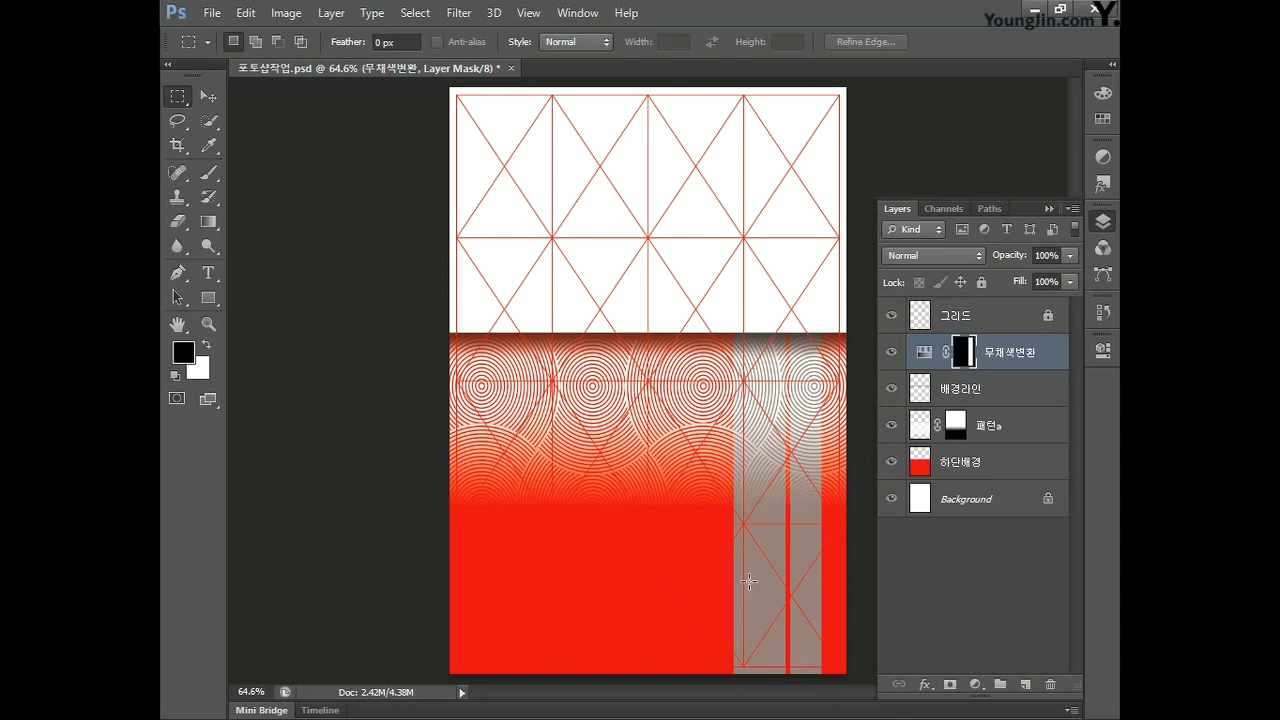 Ps File Edit Image Layer Type Select Filter 3D View Window Help
YoungJin.com Y.
Feather: 0 px Anti-alias Style: Normal Width: Height: Refine Edge...
포토샵작업.psd @ 64.6% (무채색변환, Layer Mask/8) * ×
Layers Channels Paths
Kind
Normal Opacity: 100%
Lock: Fill: 100%
그리드
무채색변환
배경라인
패턴a
하단배경
Background
fx
64.6% Doc: 2.42M/4.38M
Mini Bridge Timeline